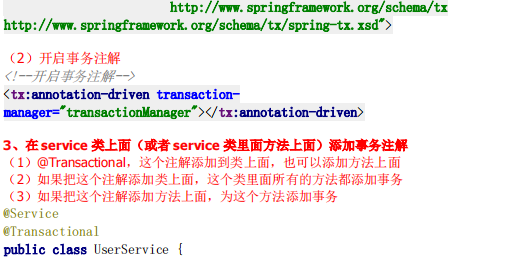 http://www.springframework.org/schema/tx
http://www.springframework.org/schema/tx/spring-tx.xsd">
（2）开启事务注解
<!--开启事务注解-->
<tx:annotation-driven transaction-
manager="transactionManager"></tx:annotation-driven>
3、在 service 类上面（或者 service 类里面方法上面）添加事务注解
（1）@Transactional，这个注解添加到类上面，也可以添加方法上面
（2）如果把这个注解添加类上面，这个类里面所有的方法都添加事务
（3）如果把这个注解添加方法上面，为这个方法添加事务
@Service
@Transactional
public class UserService {